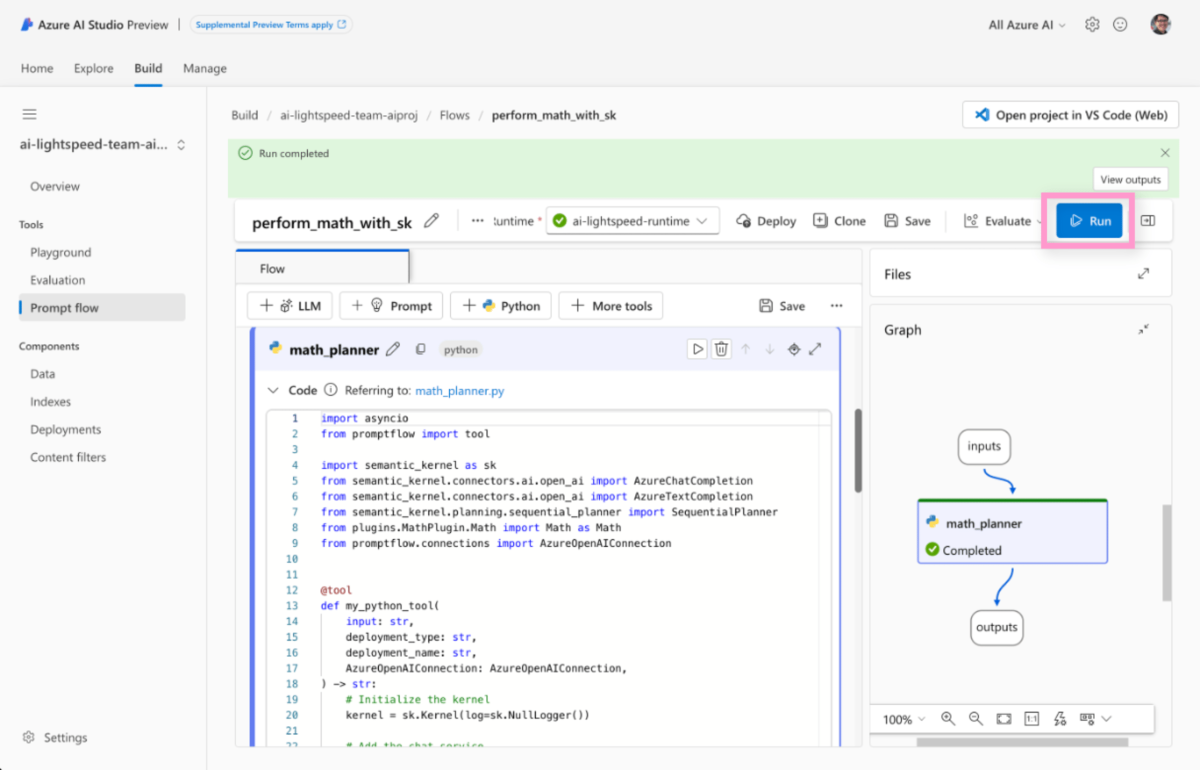 Azure AI Studio Preview | Supplemental Preview Terms apply
All Azure AI
Home Explore Build Manage
ai-lightspeed-team-ai...
Overview
Tools
Playground
Evaluation
Prompt flow
Components
Data
Indexes
Deployments
Content filters
Settings
Build / ai-lightspeed-team-aiproj / Flows / perform_math_with_sk
Open project in VS Code (Web)
Run completed
View outputs
perform_math_with_sk
··· untime * ai-lightspeed-runtime Deploy Clone Save Evaluate Run
Flow
+ LLM + Prompt + Python + More tools Save ···
math_planner python
Code Referring to: math_planner.py
1 import asyncio
2 from promptflow import tool
3
4 import semantic_kernel as sk
5 from semantic_kernel.connectors.ai.open_ai import AzureChatCompletion
6 from semantic_kernel.connectors.ai.open_ai import AzureTextCompletion
7 from semantic_kernel.planning.sequential_planner import SequentialPlanner
8 from plugins.MathPlugin.Math import Math as Math
9 from promptflow.connections import AzureOpenAIConnection
10
11
12 @tool
13 def my_python_tool(
14 input: str,
15 deployment_type: str,
16 deployment_name: str,
17 AzureOpenAIConnection: AzureOpenAIConnection,
18 ) -> str:
19 # Initialize the kernel
20 kernel = sk.Kernel(log=sk.NullLogger())
21
22 # Add the chat service
Files
Graph
inputs
math_planner
Completed
outputs
100% 1:1